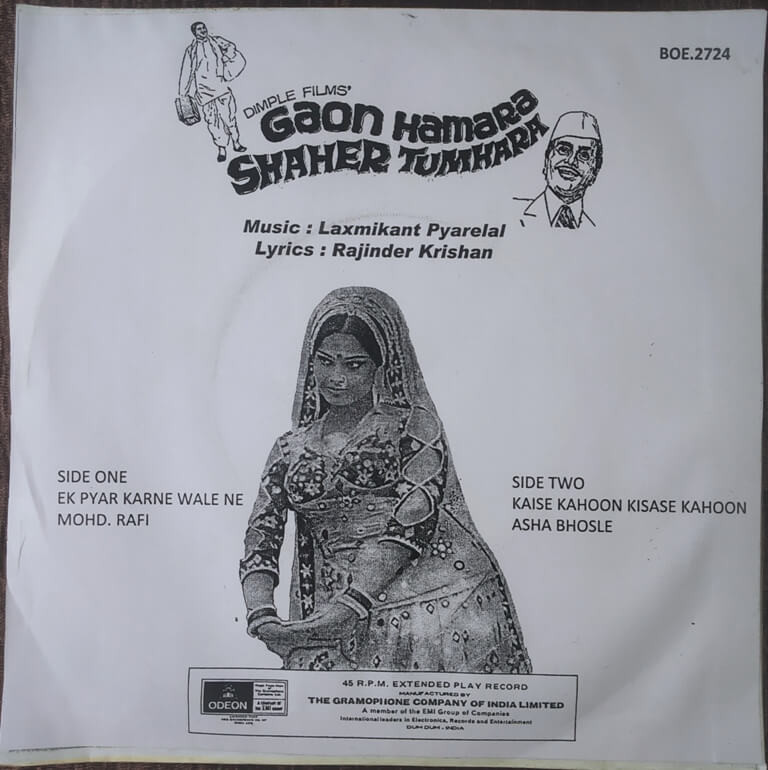 BOE.2724
DIMPLE FILMS'
Gaon Hamara
SHAHER TUMHARA
Music : Laxmikant Pyarelal
Lyrics : Rajinder Krishan
SIDE ONE
EK PYAR KARNE WALE NE
MOHD. RAFI
SIDE TWO
KAISE KAHOON KISASE KAHOON
ASHA BHOSLE
ODEON
45 R.P.M. EXTENDED PLAY RECORD
MANUFACTURED BY
THE GRAMOPHONE COMPANY OF INDIA LIMITED
A member of the EMI Group of Companies
International leaders in Electronics, Records and Entertainment
DUM DUM - INDIA